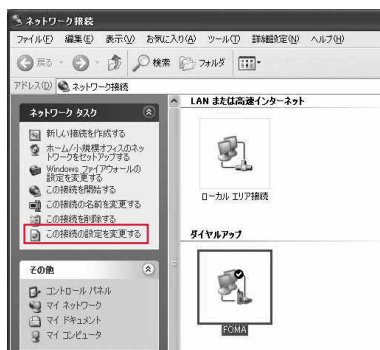 ネットワーク接続
ファイル(F) 編集(E) 表示(V) お気に入り(A) ツール(T) 詳細設定(N) ヘルプ(H)
戻る 検索 フォルダ
アドレス(D) ネットワーク接続
ネットワーク タスク
新しい接続を作成する
ホーム/小規模オフィスのネットワークをセットアップする
Windows ファイアウォールの設定を変更する
この接続を開始する
この接続の名前を変更する
この接続を削除する
この接続の設定を変更する
その他
コントロール パネル
マイ ネットワーク
マイ ドキュメント
マイ コンピュータ
LAN または高速インターネット
ローカル エリア接続
ダイヤルアップ
FOMA